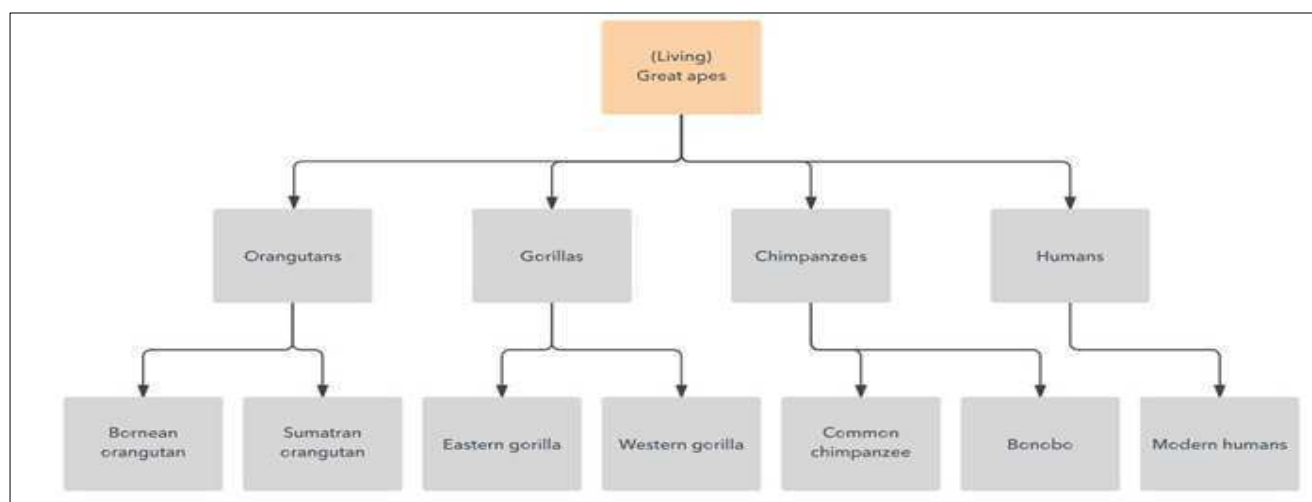 (Living)
Great apes
Orangutans
Gorillas
Chimpanzees
Humans
Bornean
orangutan
Sumatran
orangutan
Eastern gorilla
Western gorilla
Common
chimpanzee
Bonobo
Modern humans